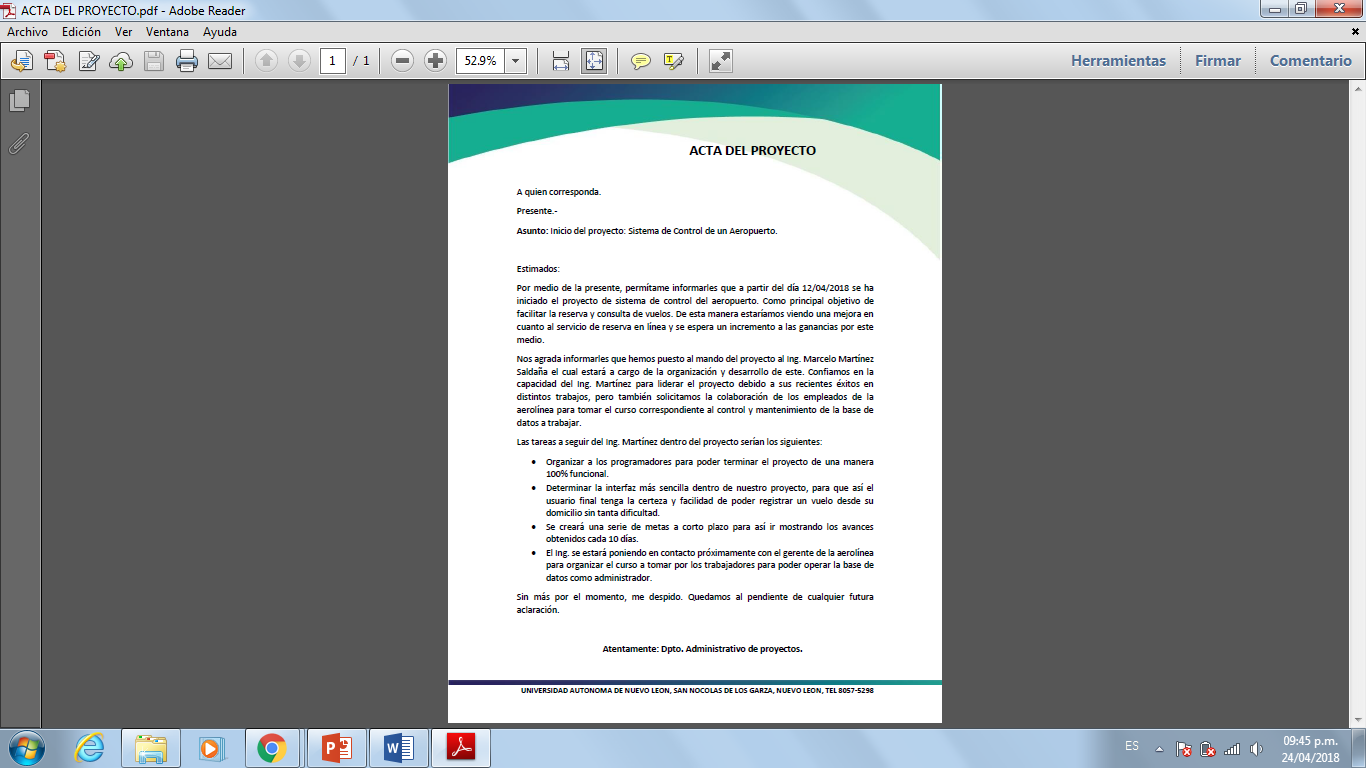 ACTA DEL PROYECTO.pdf - Adobe Reader
Archivo Edición Ver Ventana Ayuda
1 / 1 52.9% Herramientas Firmar Comentario
ACTA DEL PROYECTO
A quien corresponda.
Presente.-
Asunto: Inicio del proyecto: Sistema de Control de un Aeropuerto.
Estimados:
Por medio de la presente, permítame informarles que a partir del día 12/04/2018 se ha
iniciado el proyecto de sistema de control del aeropuerto. Como principal objetivo de
facilitar la reserva y consulta de vuelos. De esta manera estaríamos viendo una mejora en
cuanto al servicio de reserva en línea y se espera un incremento a las ganancias por este
medio.
Nos agrada informarles que hemos puesto al mando del proyecto al Ing. Marcelo Martínez
Saldaña el cual estará a cargo de la organización y desarrollo de este. Confiamos en la
capacidad del Ing. Martínez para liderar el proyecto debido a sus recientes éxitos en
distintos trabajos, pero también solicitamos la colaboración de los empleados de la
aerolínea para tomar el curso correspondiente al control y mantenimiento de la base de
datos a trabajar.
Las tareas a seguir del Ing. Martínez dentro del proyecto serían los siguientes:
• Organizar a los programadores para poder terminar el proyecto de una manera
100% funcional.
• Determinar la interfaz más sencilla dentro de nuestro proyecto, para que así el
usuario final tenga la certeza y facilidad de poder registrar un vuelo desde su
domicilio sin tanta dificultad.
• Se creará una serie de metas a corto plazo para así ir mostrando los avances
obtenidos cada 10 días.
• El Ing. se estará poniendo en contacto próximamente con el gerente de la aerolínea
para organizar el curso a tomar por los trabajadores para poder operar la base de
datos como administrador.
Sin más por el momento, me despido. Quedamos al pendiente de cualquier futura
aclaración.
Atentamente: Dpto. Administrativo de proyectos.
UNIVERSIDAD AUTONOMA DE NUEVO LEON, SAN NOCOLAS DE LOS GARZA, NUEVO LEON, TEL 8057-5298
ES
09:45 p.m.
24/04/2018